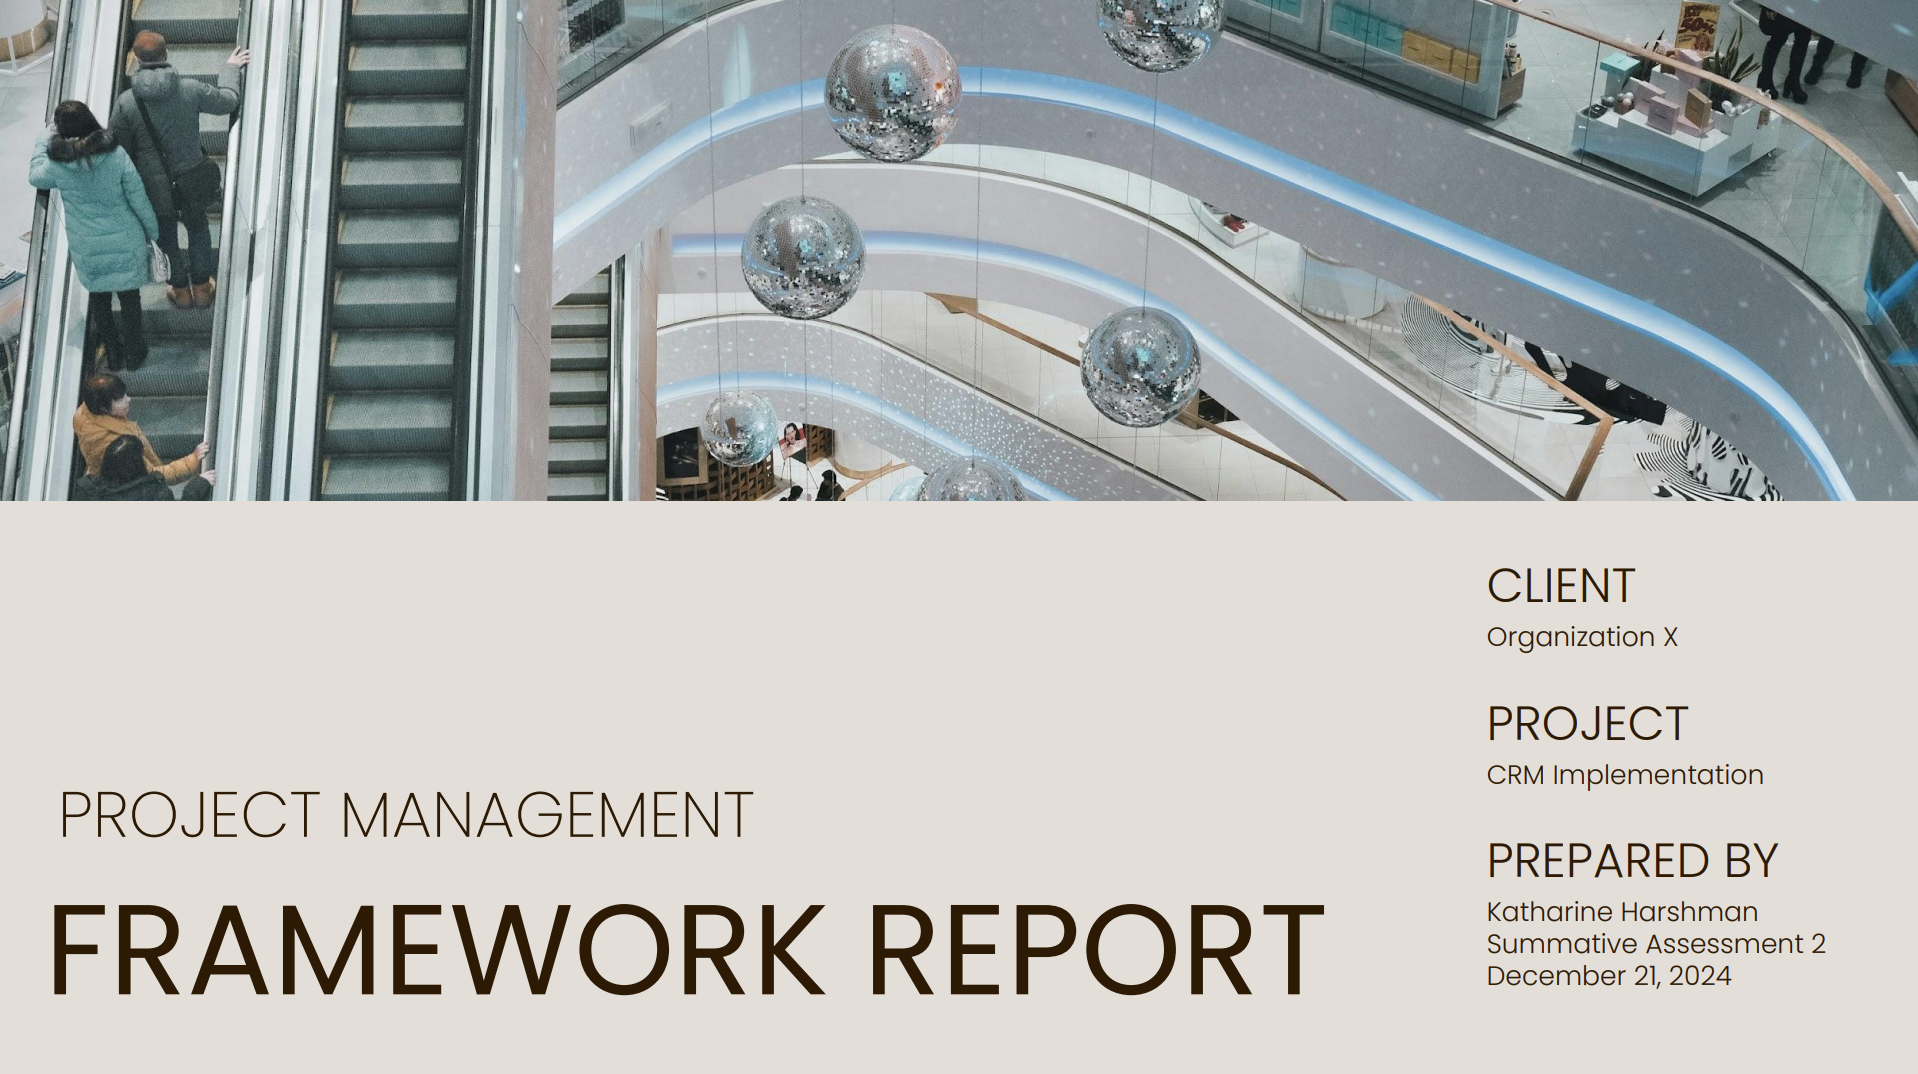 PROJECT MANAGEMENT
FRAMEWORK REPORT
CLIENT
Organization X
PROJECT
CRM Implementation
PREPARED BY
Katharine Harshman
Summative Assessment 2
December 21, 2024
50%